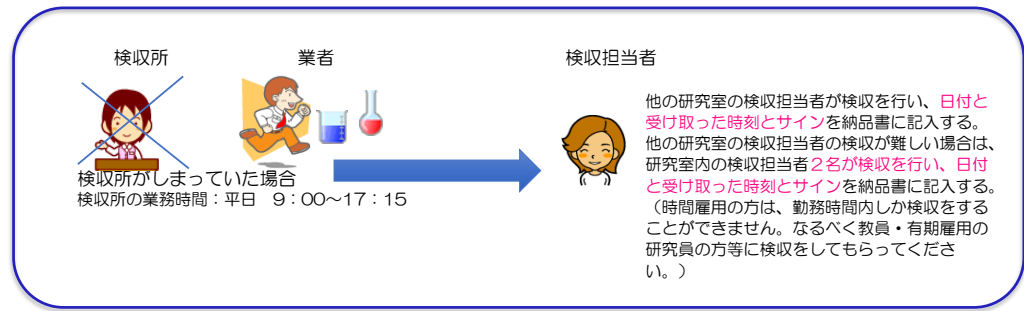 検収所
業者
検収担当者
検収所がしまっていた場合
検収所の業務時間：平日　９：００～１７：１５
他の研究室の検収担当者が検収を行い、日付と
受け取った時刻とサインを納品書に記入する。
他の研究室の検収担当者の検収が難しい場合は、
研究室内の検収担当者２名が検収を行い、日付
と受け取った時刻とサインを納品書に記入する。
（時間雇用の方は、勤務時間内しか検収をする
ことができません。なるべく教員・有期雇用の
研究員の方等に検収をしてもらってくださ
い。）